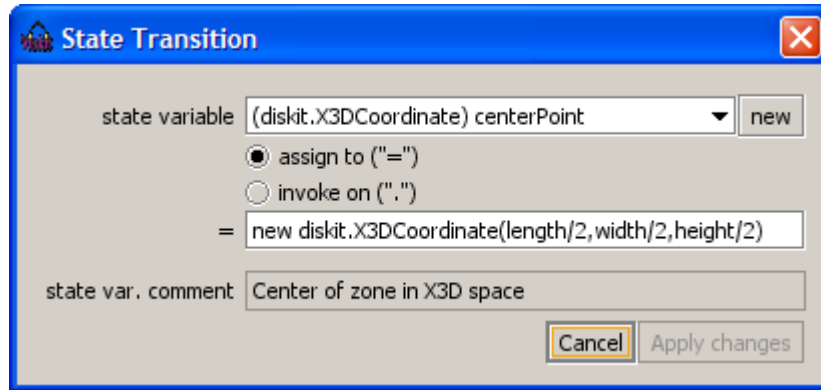 State Transition
state variable (diskit.X3DCoordinate) centerPoint new
assign to ("=")
invoke on (".")
= new diskit.X3DCoordinate(length/2,width/2,height/2)
state var. comment Center of zone in X3D space
Cancel Apply changes